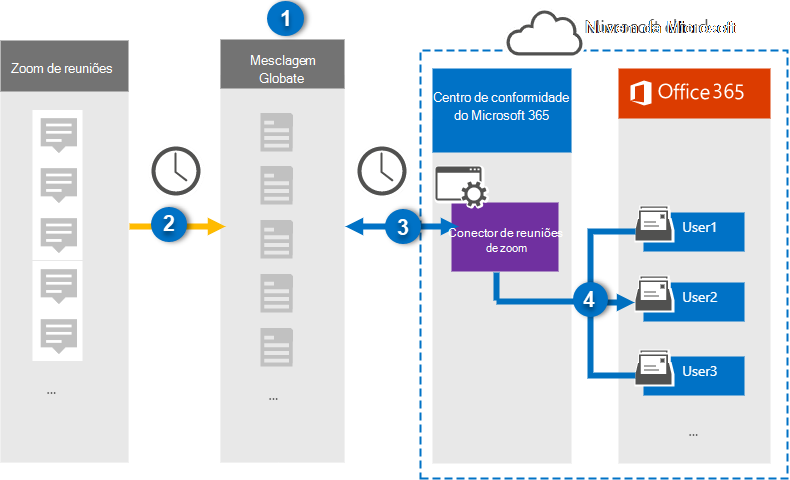 1
Nuvem da Microsoft
Zoom de reuniões
Mesclagem
Globate
Centro de conformidade
do Microsoft 365
Office 365
2
3
Conector de reuniões
de zoom
4
User1
User2
User3
...
...
...